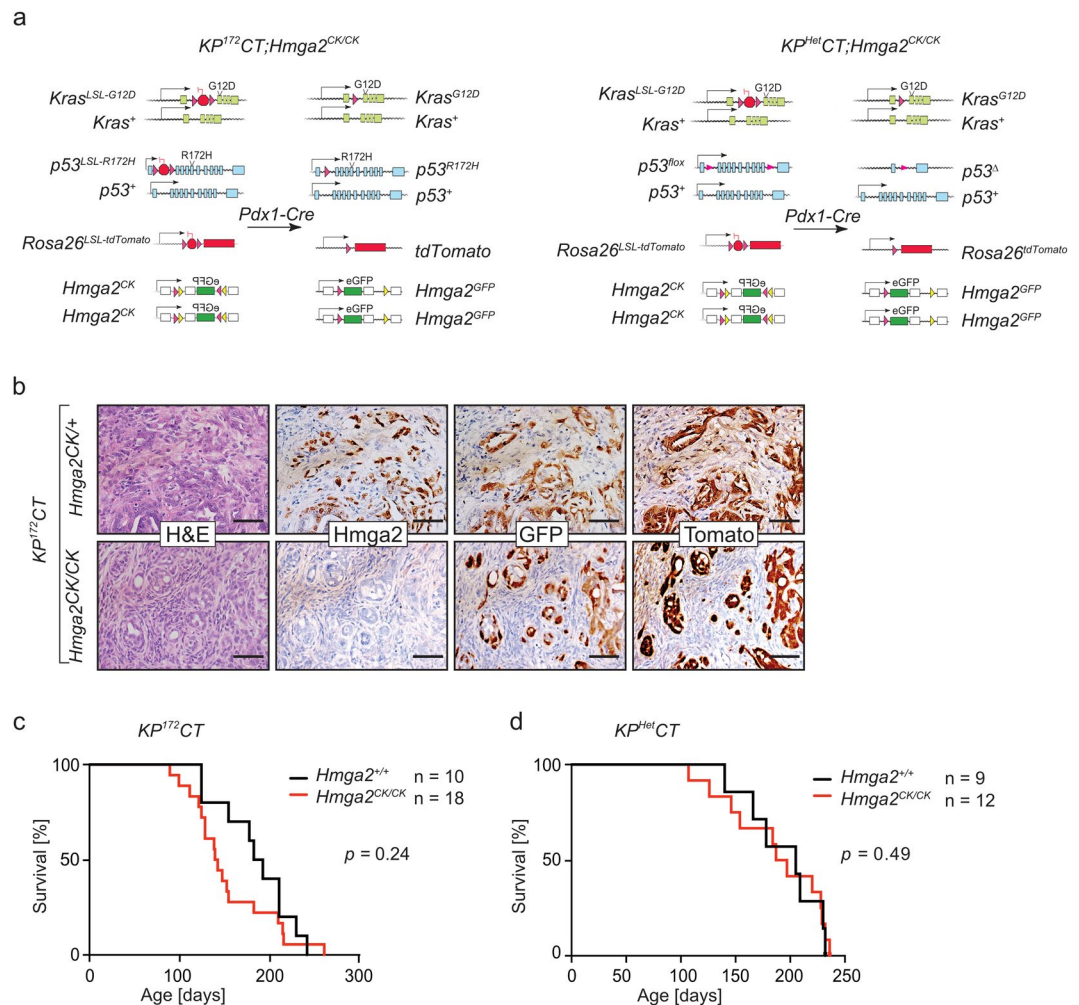 a
KP172CT;Hmga2CK/CK
KPHetCT;Hmga2CK/CK
KrasLSL-G12D G12D G12D KrasG12D
Kras+ Kras+
p53LSL-R172H R172H R172H p53R172H
p53+ p53+
Pdx1-Cre
Rosa26LSL-tdTomato tdTomato
Hmga2CK eGFP eGFP Hmga2GFP
Hmga2CK eGFP eGFP Hmga2GFP
KrasLSL-G12D G12D G12D KrasG12D
Kras+ Kras+
p53flox p53Δ
p53+ p53+
Pdx1-Cre
Rosa26LSL-tdTomato Rosa26tdTomato
Hmga2CK eGFP eGFP Hmga2GFP
Hmga2CK eGFP eGFP Hmga2GFP
b
KP172CT
Hmga2CK/+
Hmga2CK/CK
H&E Hmga2 GFP Tomato
c
KP172CT
Hmga2+/+ n = 10
Hmga2CK/CK n = 18
p = 0.24
Survival [%]
100
50
0
0 100 200 300
Age [days]
d
KPHetCT
Hmga2+/+ n = 9
Hmga2CK/CK n = 12
p = 0.49
Survival [%]
100
50
0
0 50 100 150 200 250
Age [days]